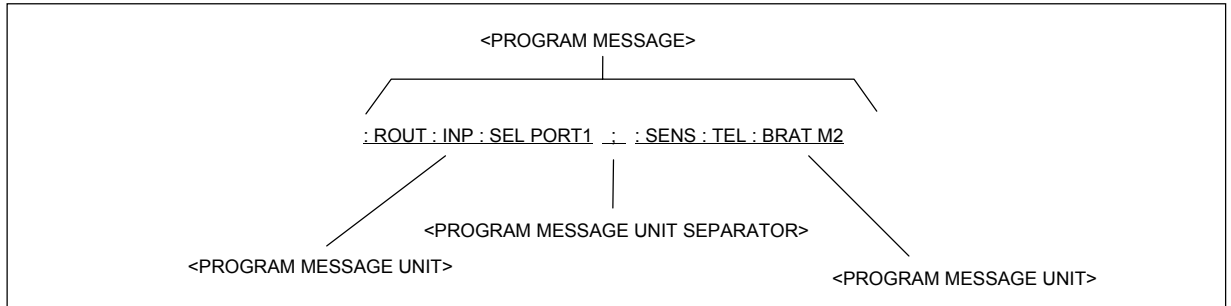 <PROGRAM MESSAGE>
: ROUT : INP : SEL PORT1 ; : SENS : TEL : BRAT M2
<PROGRAM MESSAGE UNIT SEPARATOR>
<PROGRAM MESSAGE UNIT>
<PROGRAM MESSAGE UNIT>